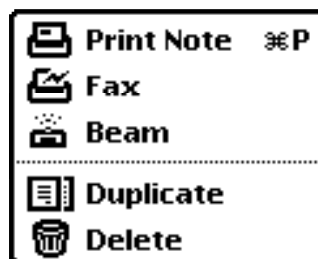 Print Note ⌘P
Fax
Beam
Duplicate
Delete